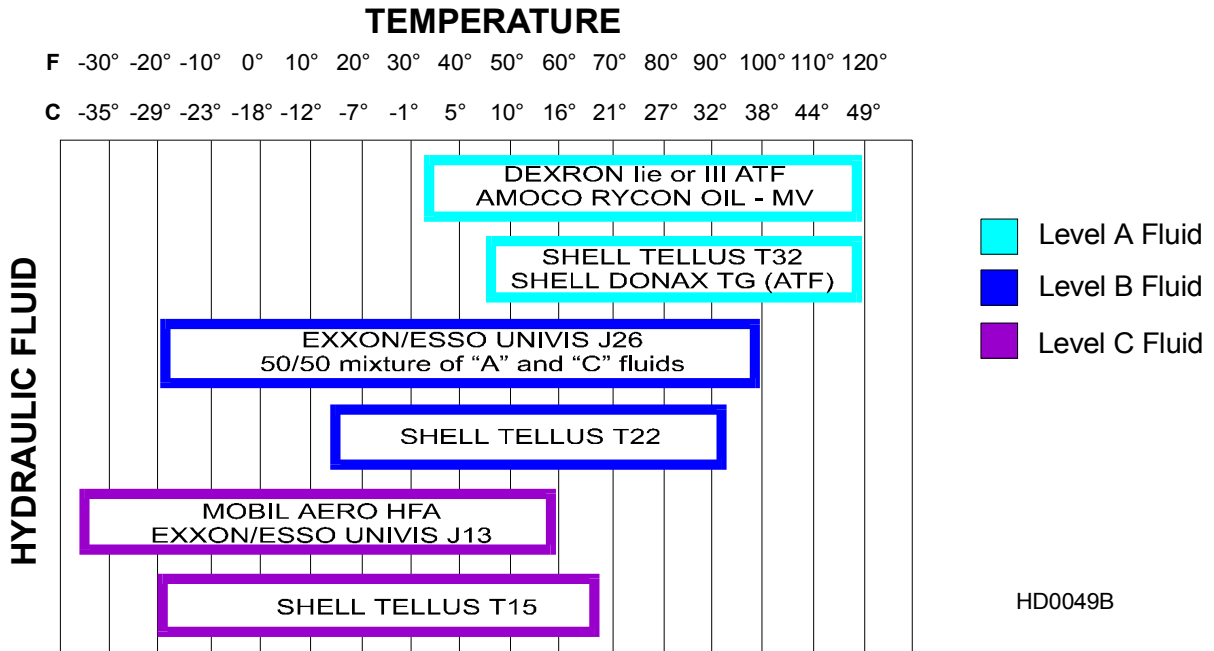 TEMPERATURE
F -30° -20° -10° 0° 10° 20° 30° 40° 50° 60° 70° 80° 90° 100° 110° 120°
C -35° -29° -23° -18° -12° -7° -1° 5° 10° 16° 21° 27° 32° 38° 44° 49°
HYDRAULIC FLUID
DEXRON IIe or III ATF
AMOCO RYCON OIL - MV
SHELL TELLUS T32
SHELL DONAX TG (ATF)
EXXON/ESSO UNIVIS J26
50/50 mixture of “A” and “C” fluids
SHELL TELLUS T22
MOBIL AERO HFA
EXXON/ESSO UNIVIS J13
SHELL TELLUS T15
Level A Fluid
Level B Fluid
Level C Fluid
HD0049B